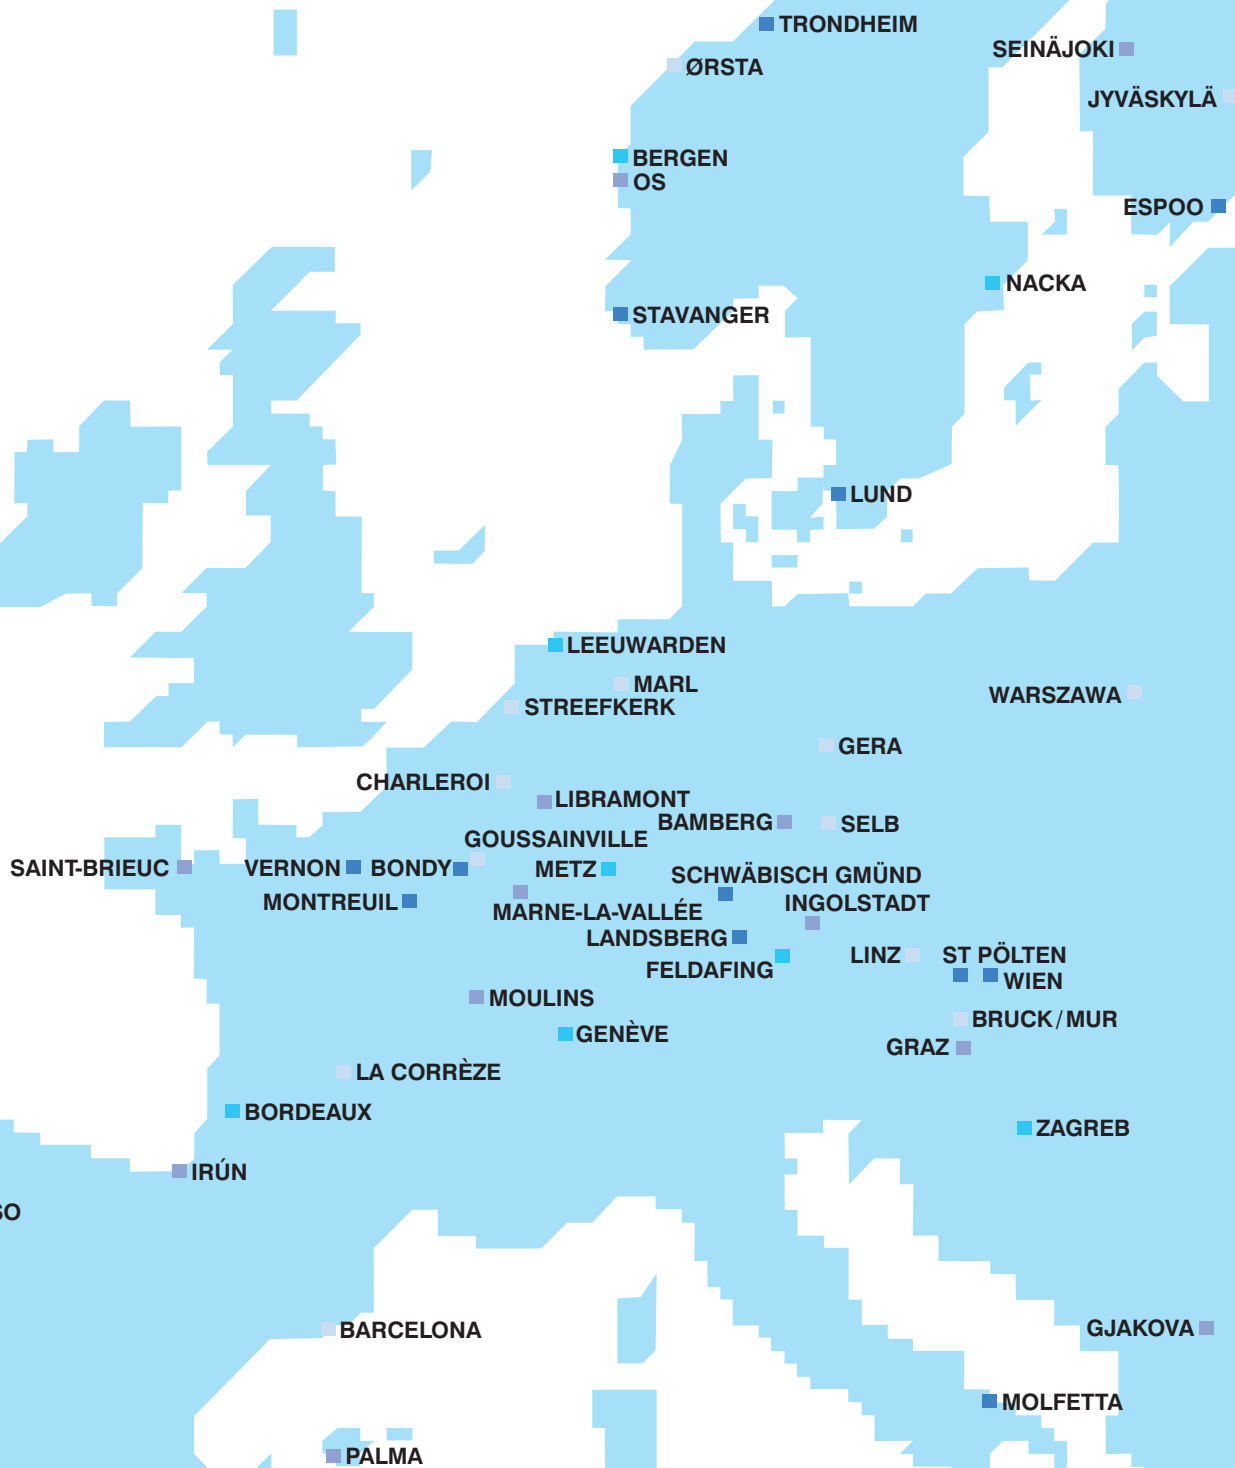 TRONDHEIM
SEINÄJOKI
ØRSTA
JYVÄSKYLÄ
BERGEN
OS
ESPOO
NACKA
STAVANGER
LUND
LEEUWARDEN
MARL
WARSZAWA
STREEFKERK
GERA
CHARLEROI
LIBRAMONT
BAMBERG
SELB
GOUSSAINVILLE
SAINT-BRIEUC
VERNON
BONDY
METZ
SCHWÄBISCH GMÜND
MONTREUIL
MARNE-LA-VALLÉE
INGOLSTADT
LANDSBERG
LINZ
ST PÖLTEN
FELDAFING
WIEN
MOULINS
BRUCK/MUR
GENÈVE
GRAZ
LA CORRÈZE
BORDEAUX
ZAGREB
IRÚN
SO
BARCELONA
GJAKOVA
MOLFETTA
PALMA